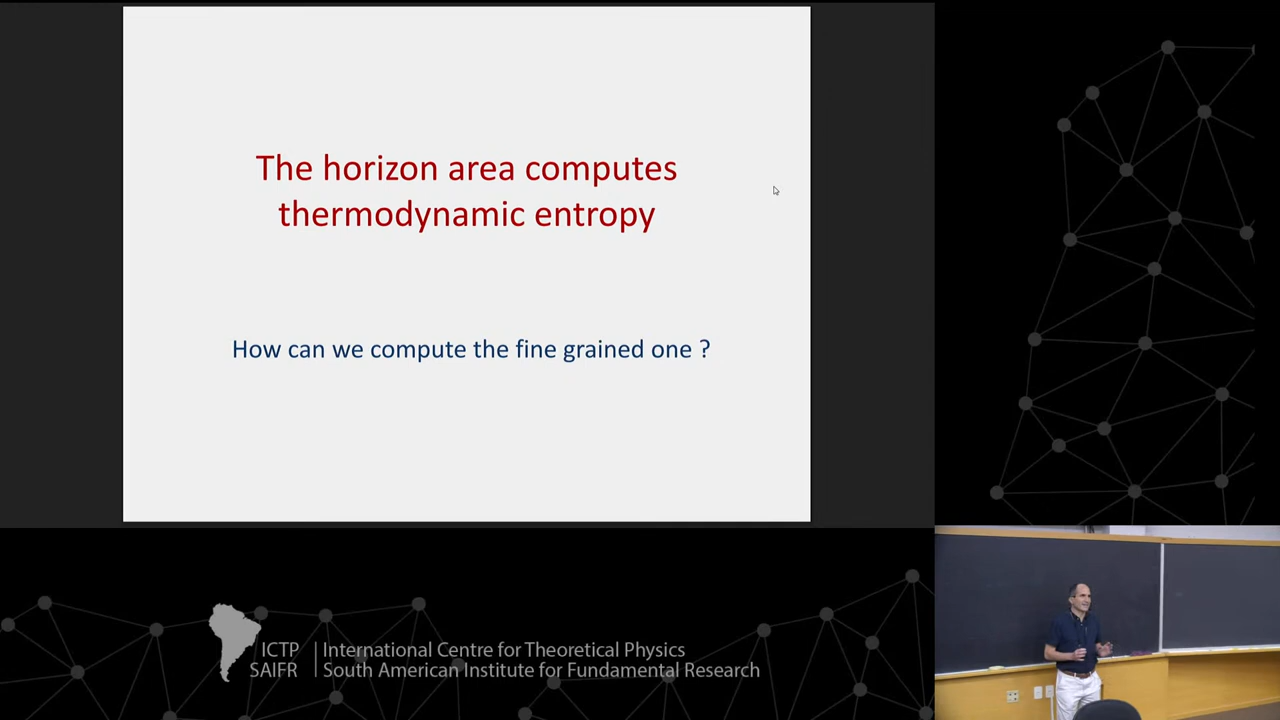 The horizon area computes
thermodynamic entropy
How can we compute the fine grained one ?
ICTP
SAIFR
International Centre for Theoretical Physics
South American Institute for Fundamental Research